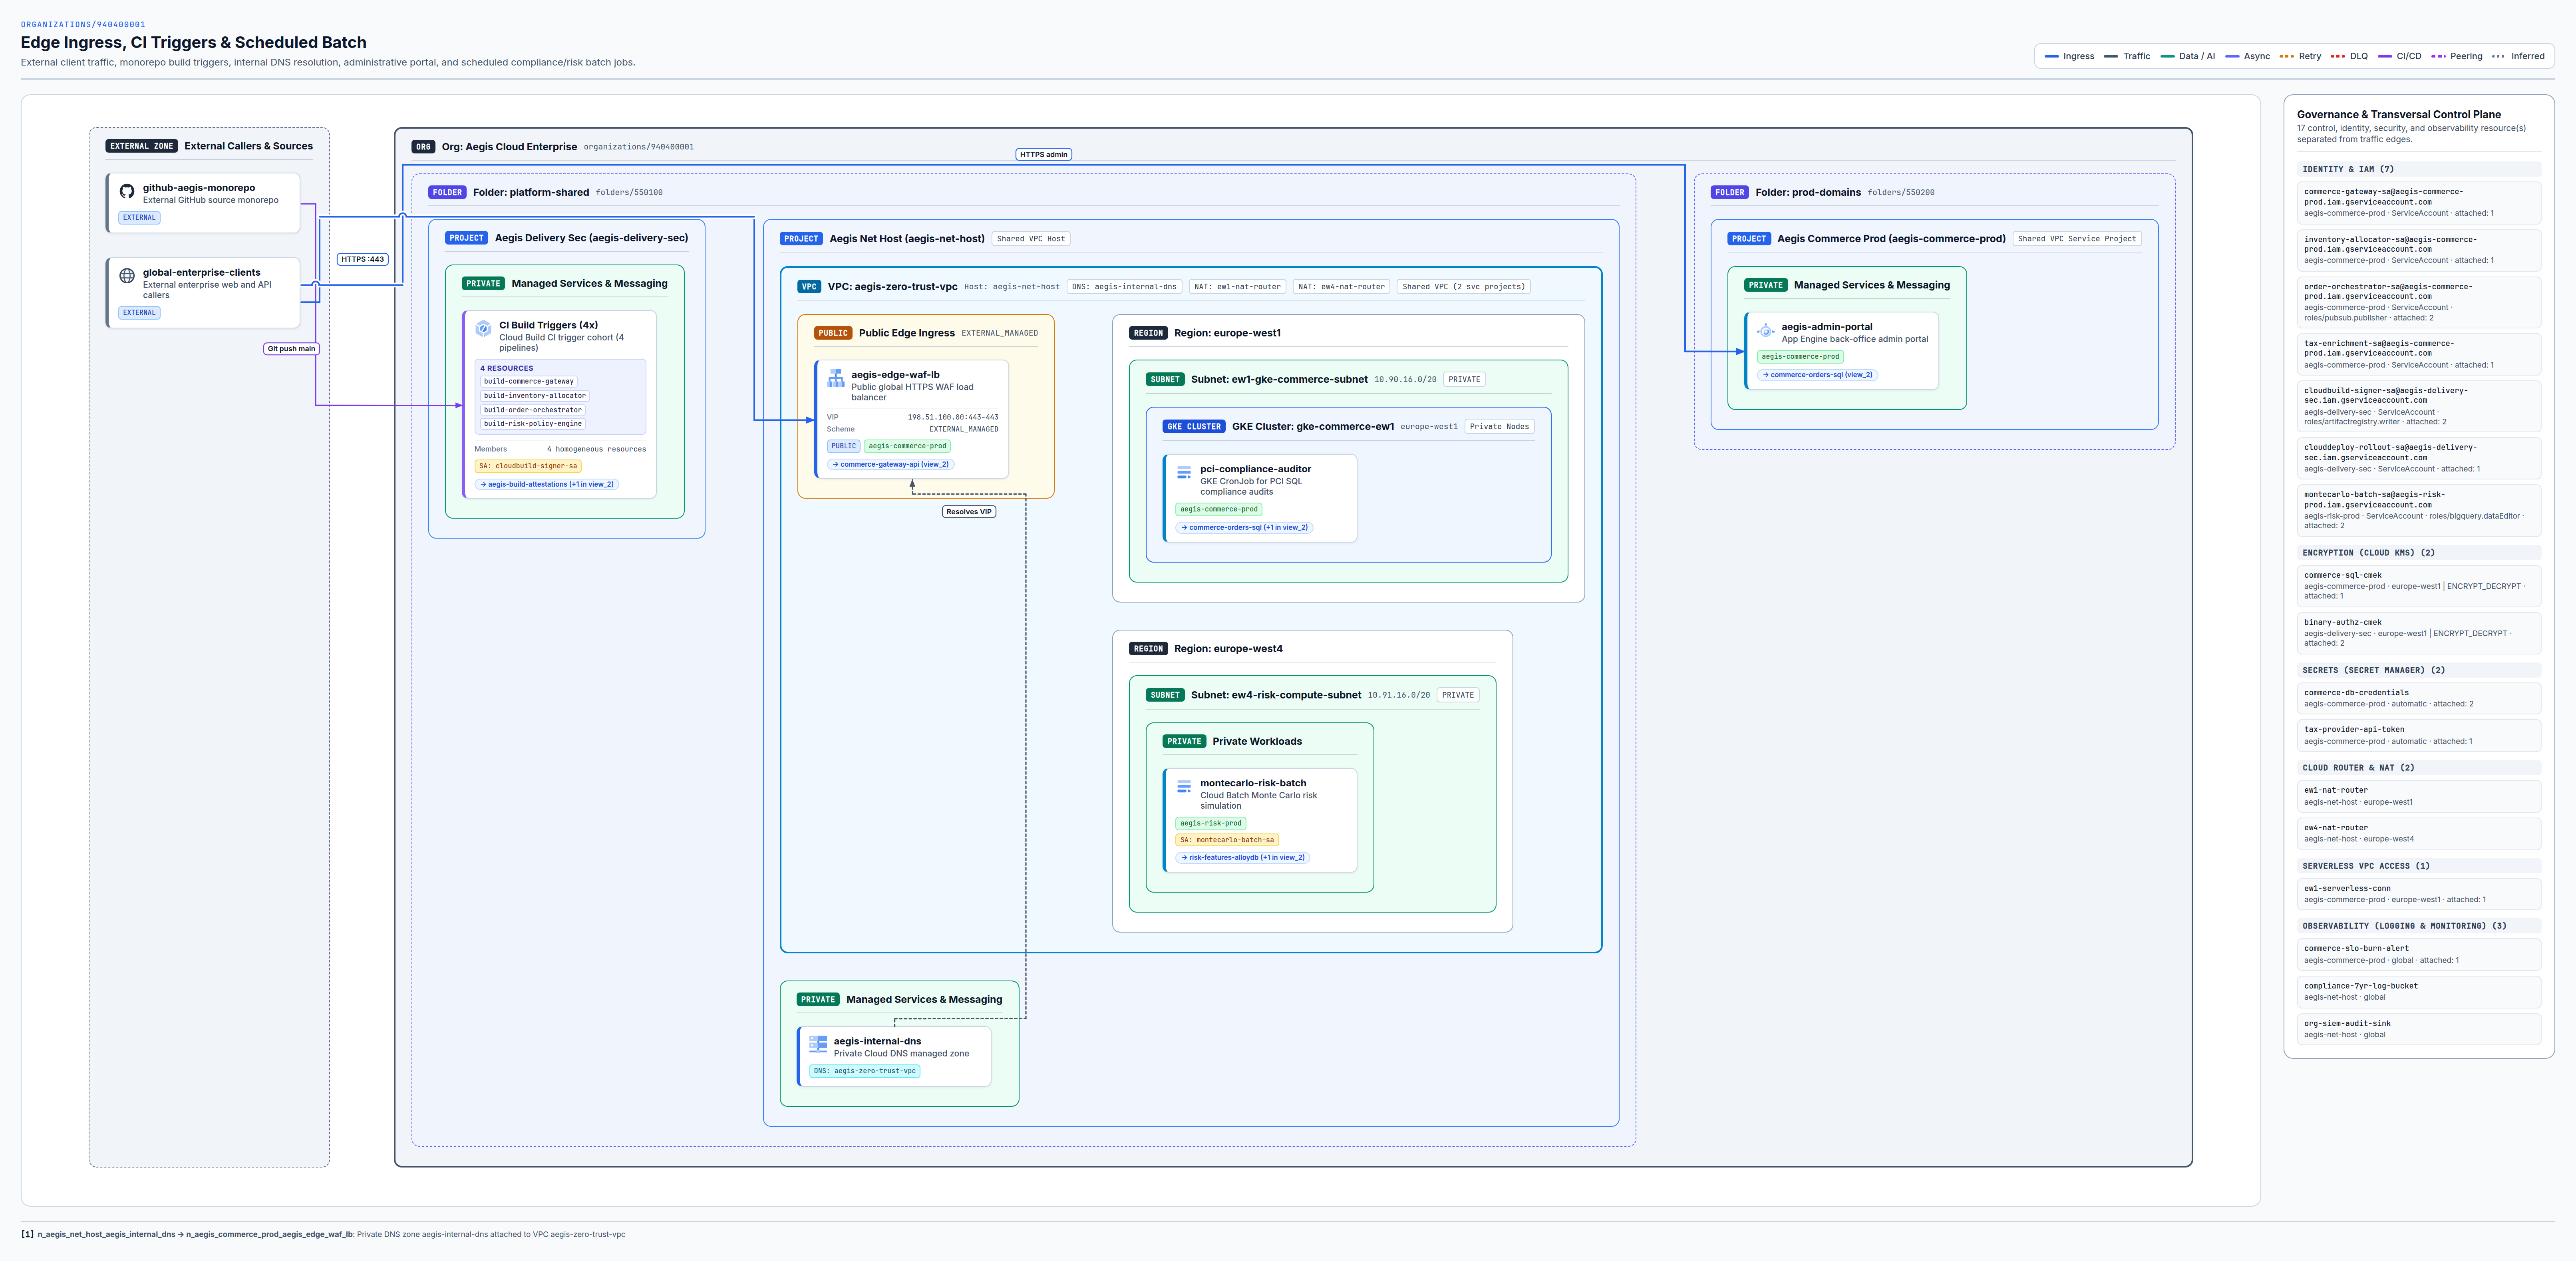 ORGANIZATIONS/940400001
Edge Ingress, CI Triggers & Scheduled Batch
External client traffic, monorepo build triggers, internal DNS resolution, administrative portal, and scheduled compliance/risk batch jobs.
Ingress Traffic Data / AI Async Retry DLQ CI/CD Peering Inferred
EXTERNAL ZONE External Callers & Sources
github-aegis-monorepo
External GitHub source monorepo
EXTERNAL
global-enterprise-clients
External enterprise web and API
callers
EXTERNAL
HTTPS :443
Git push main
HTTPS admin
ORG Org: Aegis Cloud Enterprise organizations/940400001
FOLDER Folder: platform-shared folders/550100
PROJECT Aegis Delivery Sec (aegis-delivery-sec)
PRIVATE Managed Services & Messaging
CI Build Triggers (4x)
Cloud Build CI trigger cohort (4
pipelines)
4 RESOURCES
build-commerce-gateway
build-inventory-allocator
build-order-orchestrator
build-risk-policy-engine
Members 4 homogeneous resources
SA: cloudbuild-signer-sa
→ aegis-build-attestations (+1 in view_2)
PROJECT Aegis Net Host (aegis-net-host) Shared VPC Host
VPC VPC: aegis-zero-trust-vpc Host: aegis-net-host DNS: aegis-internal-dns NAT: ew1-nat-router NAT: ew4-nat-router Shared VPC (2 svc projects)
PUBLIC Public Edge Ingress EXTERNAL_MANAGED
aegis-edge-waf-lb
Public global HTTPS WAF load
balancer
VIP 198.51.100.80:443-443
Scheme EXTERNAL_MANAGED
PUBLIC aegis-commerce-prod
→ commerce-gateway-api (view_2)
Resolves VIP
REGION Region: europe-west1
SUBNET Subnet: ew1-gke-commerce-subnet 10.90.16.0/20 PRIVATE
GKE CLUSTER GKE Cluster: gke-commerce-ew1 europe-west1 Private Nodes
pci-compliance-auditor
GKE CronJob for PCI SQL
compliance audits
aegis-commerce-prod
→ commerce-orders-sql (+1 in view_2)
REGION Region: europe-west4
SUBNET Subnet: ew4-risk-compute-subnet 10.91.16.0/20 PRIVATE
PRIVATE Private Workloads
montecarlo-risk-batch
Cloud Batch Monte Carlo risk
simulation
aegis-risk-prod
SA: montecarlo-batch-sa
→ risk-features-alloydb (+1 in view_2)
PRIVATE Managed Services & Messaging
aegis-internal-dns
Private Cloud DNS managed zone
DNS: aegis-zero-trust-vpc
FOLDER Folder: prod-domains folders/550200
PROJECT Aegis Commerce Prod (aegis-commerce-prod) Shared VPC Service Project
PRIVATE Managed Services & Messaging
aegis-admin-portal
App Engine back-office admin portal
aegis-commerce-prod
→ commerce-orders-sql (view_2)
Governance & Transversal Control Plane
17 control, identity, security, and observability resource(s)
separated from traffic edges.
IDENTITY & IAM (7)
commerce-gateway-sa@aegis-commerce-
prod.iam.gserviceaccount.com
aegis-commerce-prod · ServiceAccount · attached: 1
inventory-allocator-sa@aegis-commerce-
prod.iam.gserviceaccount.com
aegis-commerce-prod · ServiceAccount · attached: 1
order-orchestrator-sa@aegis-commerce-
prod.iam.gserviceaccount.com
aegis-commerce-prod · ServiceAccount ·
roles/pubsub.publisher · attached: 2
tax-enrichment-sa@aegis-commerce-
prod.iam.gserviceaccount.com
aegis-commerce-prod · ServiceAccount · attached: 1
cloudbuild-signer-sa@aegis-delivery-
sec.iam.gserviceaccount.com
aegis-delivery-sec · ServiceAccount ·
roles/artifactregistry.writer · attached: 2
clouddeploy-rollout-sa@aegis-delivery-
sec.iam.gserviceaccount.com
aegis-delivery-sec · ServiceAccount · attached: 1
montecarlo-batch-sa@aegis-risk-
prod.iam.gserviceaccount.com
aegis-risk-prod · ServiceAccount · roles/bigquery.dataEditor ·
attached: 2
ENCRYPTION (CLOUD KMS) (2)
commerce-sql-cmek
aegis-commerce-prod · europe-west1 | ENCRYPT_DECRYPT ·
attached: 1
binary-authz-cmek
aegis-delivery-sec · europe-west1 | ENCRYPT_DECRYPT ·
attached: 2
SECRETS (SECRET MANAGER) (2)
commerce-db-credentials
aegis-commerce-prod · automatic · attached: 2
tax-provider-api-token
aegis-commerce-prod · automatic · attached: 1
CLOUD ROUTER & NAT (2)
ew1-nat-router
aegis-net-host · europe-west1
ew4-nat-router
aegis-net-host · europe-west4
SERVERLESS VPC ACCESS (1)
ew1-serverless-conn
aegis-commerce-prod · europe-west1 · attached: 1
OBSERVABILITY (LOGGING & MONITORING) (3)
commerce-slo-burn-alert
aegis-commerce-prod · global · attached: 1
compliance-7yr-log-bucket
aegis-net-host · global
org-siem-audit-sink
aegis-net-host · global
[1] n_aegis_net_host_aegis_internal_dns → n_aegis_commerce_prod_aegis_edge_waf_lb: Private DNS zone aegis-internal-dns attached to VPC aegis-zero-trust-vpc